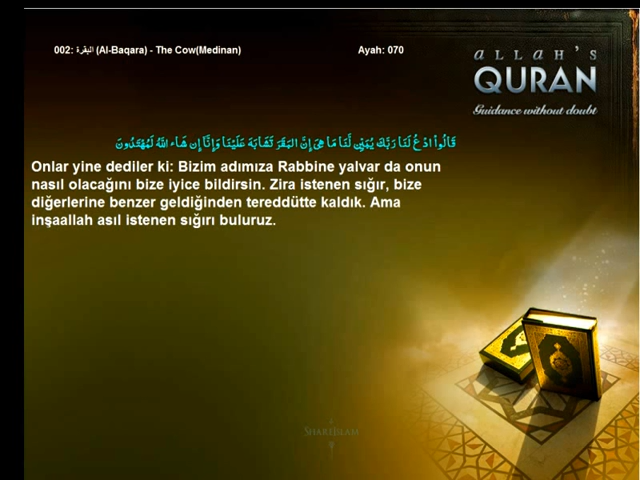 002: البقرة (Al-Baqara) - The Cow(Medinan) Ayah: 070
ALLAH'S
QURAN
Guidance without doubt
قَالُواْ ادْعُ لَنَا رَبَّكَ يُبَيِّن لَّنَا مَا هِيَ إِنَّ البَقَرَ تَشَابَهَ عَلَيْنَا وَإِنَّا إِن شَاء اللَّهُ لَمُهْتَدُونَ
Onlar yine dediler ki: Bizim adımıza Rabbine yalvar da onun
nasıl olacağını bize iyice bildirsin. Zira istenen sığır, bize
diğerlerine benzer geldiğinden tereddütte kaldık. Ama
inşaallah asıl istenen sığırı buluruz.
SHAREISLAM